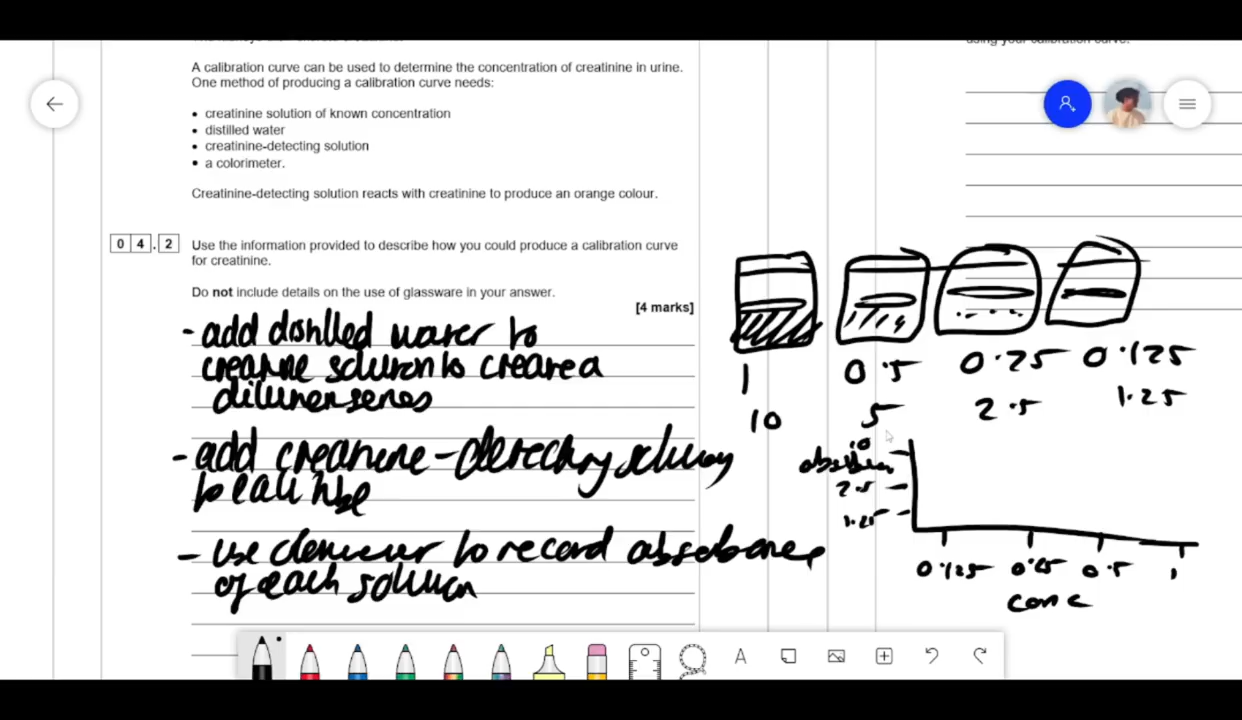 A calibration curve can be used to determine the concentration of creatinine in urine.
using your calibration curve.
One method of producing a calibration curve needs:
• creatinine solution of known concentration
• distilled water
• creatinine-detecting solution
• a colorimeter.
Creatinine-detecting solution reacts with creatinine to produce an orange colour.
0 4 . 2 Use the information provided to describe how you could produce a calibration curve
for creatinine.
Do not include details on the use of glassware in your answer.
[4 marks]
- add distilled water to
solution to create a
dilution series
- add creatinine - detecting solution
to each tube
- use to record absorbance
of each solution
1 0.5 0.25 0.125
10 5 2.5 1.25
10
2.5
1.25
0.125 0.25 0.5 1
conc
A